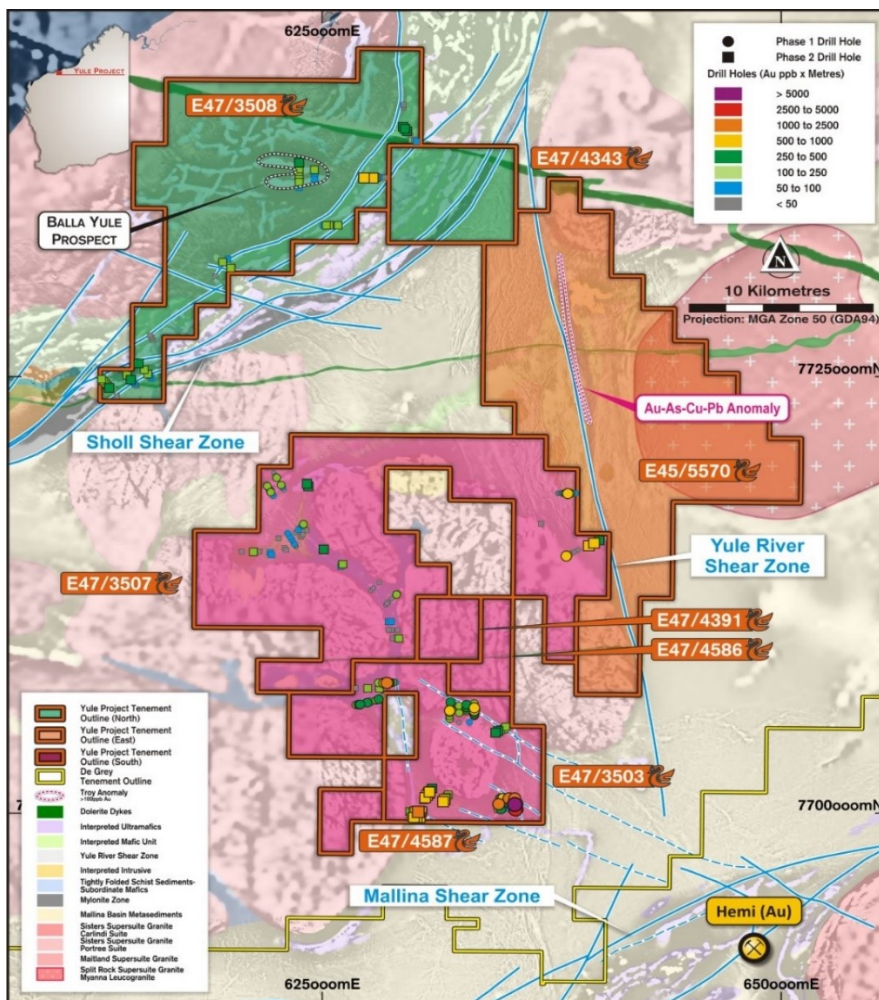 625000mE
YULE PROJECT
E47/3508
E47/4343
BALLA YULE
PROSPECT
Phase 1 Drill Hole
Phase 2 Drill Hole
Drill Holes (Au ppb x Metres)
> 5000
2500 to 5000
1000 to 2500
500 to 1000
250 to 500
100 to 250
50 to 100
< 50
N
10 Kilometres
Projection: MGA Zone 50 (GDA94)
7725000mN
Au-As-Cu-Pb Anomaly
Sholl Shear Zone
E45/5570
Yule River
Shear Zone
E47/3507
E47/4391
E47/4586
E47/3503
7700000mN
E47/4587
Mallina Shear Zone
Hemi (Au)
Yule Project Tenement
Outline (North)
Yule Project Tenement
Outline (East)
Yule Project Tenement
Outline (South)
De Grey
Tenement Outline
Troy Anomaly
>100ppb Au
Dolerite Dykes
Interpreted Ultramafics
Interpreted Mafic Unit
Yule River Shear Zone
Interpreted Intrusive
Tightly Folded Schist Sediments-
Subordinate Mafics
Mylonite Zone
Mallina Basin Metasediments
Sisters Supersuite Granite
Carlindi Suite
Sisters Supersuite Granite
Portree Suite
Maitland Supersuite Granite
Split Rock Supersuite Granite
Myanna Leucogranite
625000mE
650000mE